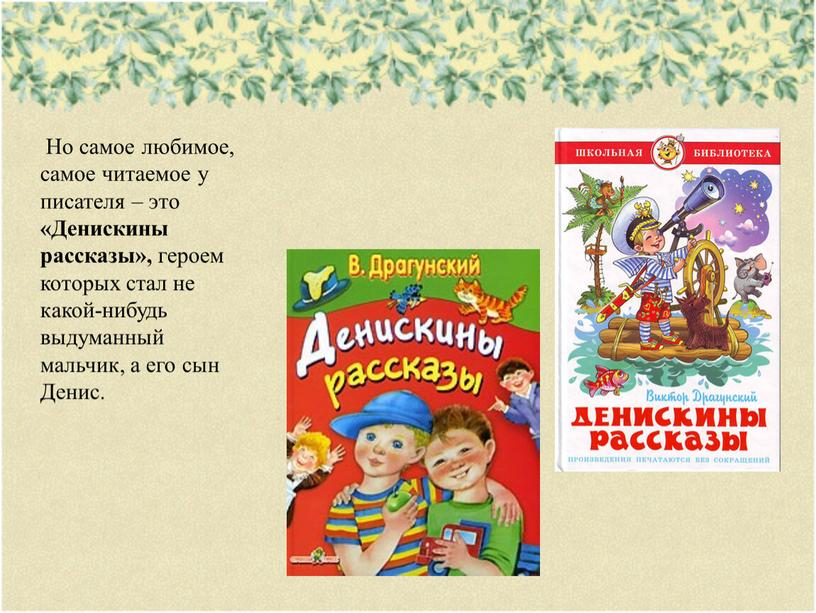 Но самое любимое,
самое читаемое у
писателя – это
«Денискины
рассказы», героем
которых стал не
какой-нибудь
выдуманный
мальчик, а его сын
Денис.
В. Драгунский
Денискины
рассказы
ШКОЛЬНАЯ БИБЛИОТЕКА
Виктор Драгунский
ДЕНИСКИНЫ
РАССКАЗЫ
ПРОИЗВЕДЕНИЯ ПЕЧАТАЮТСЯ БЕЗ СОКРАЩЕНИЙ